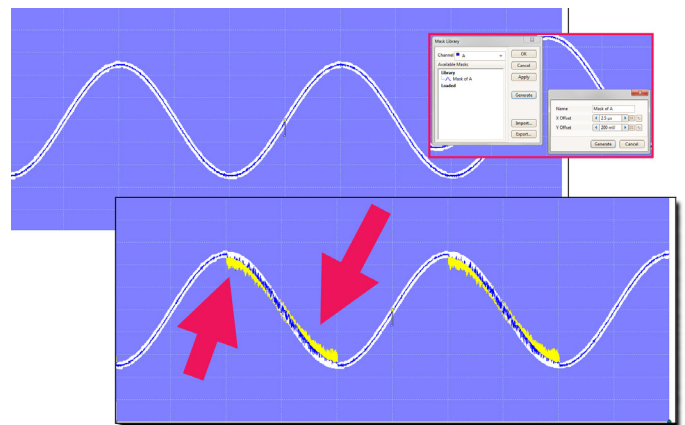 Mask Library
Channel A
OK
Available Masks
Cancel
Library
Mask of A
Apply
Loaded
Generate
Import...
Export...
Name Mask of A
X Offset 2.5 µs
Y Offset 200 mV
Generate Cancel